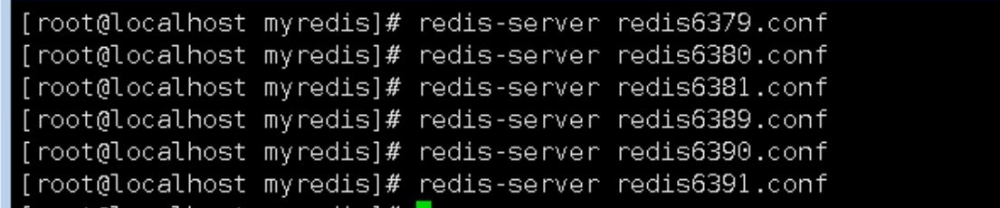 [root@localhost myredis]# redis-server redis6379.conf
[root@localhost myredis]# redis-server redis6380.conf
[root@localhost myredis]# redis-server redis6381.conf
[root@localhost myredis]# redis-server redis6389.conf
[root@localhost myredis]# redis-server redis6390.conf
[root@localhost myredis]# redis-server redis6391.conf